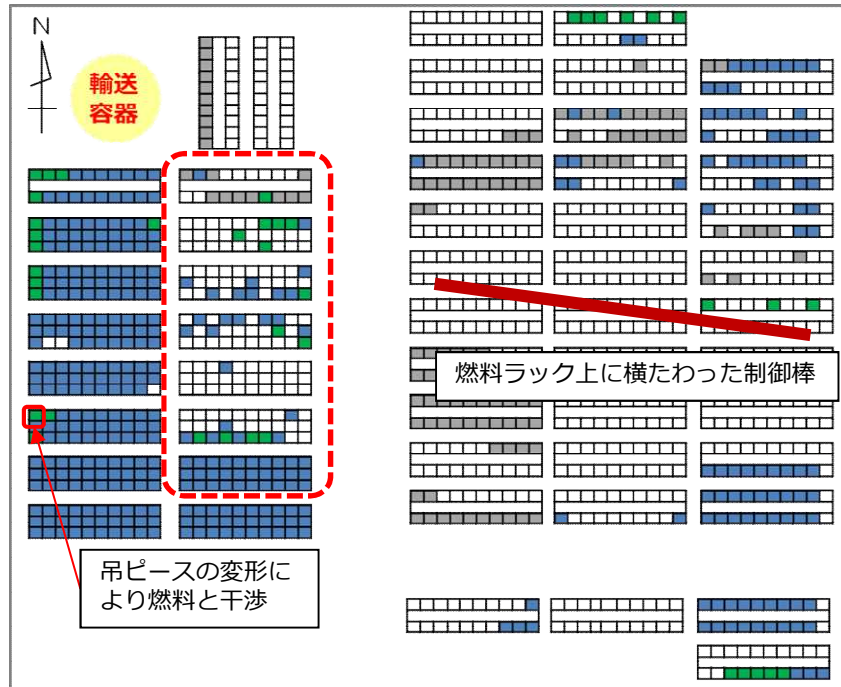 N
輸送
容器
燃料ラック上に横たわった制御棒
吊ピースの変形に
より燃料と干渉